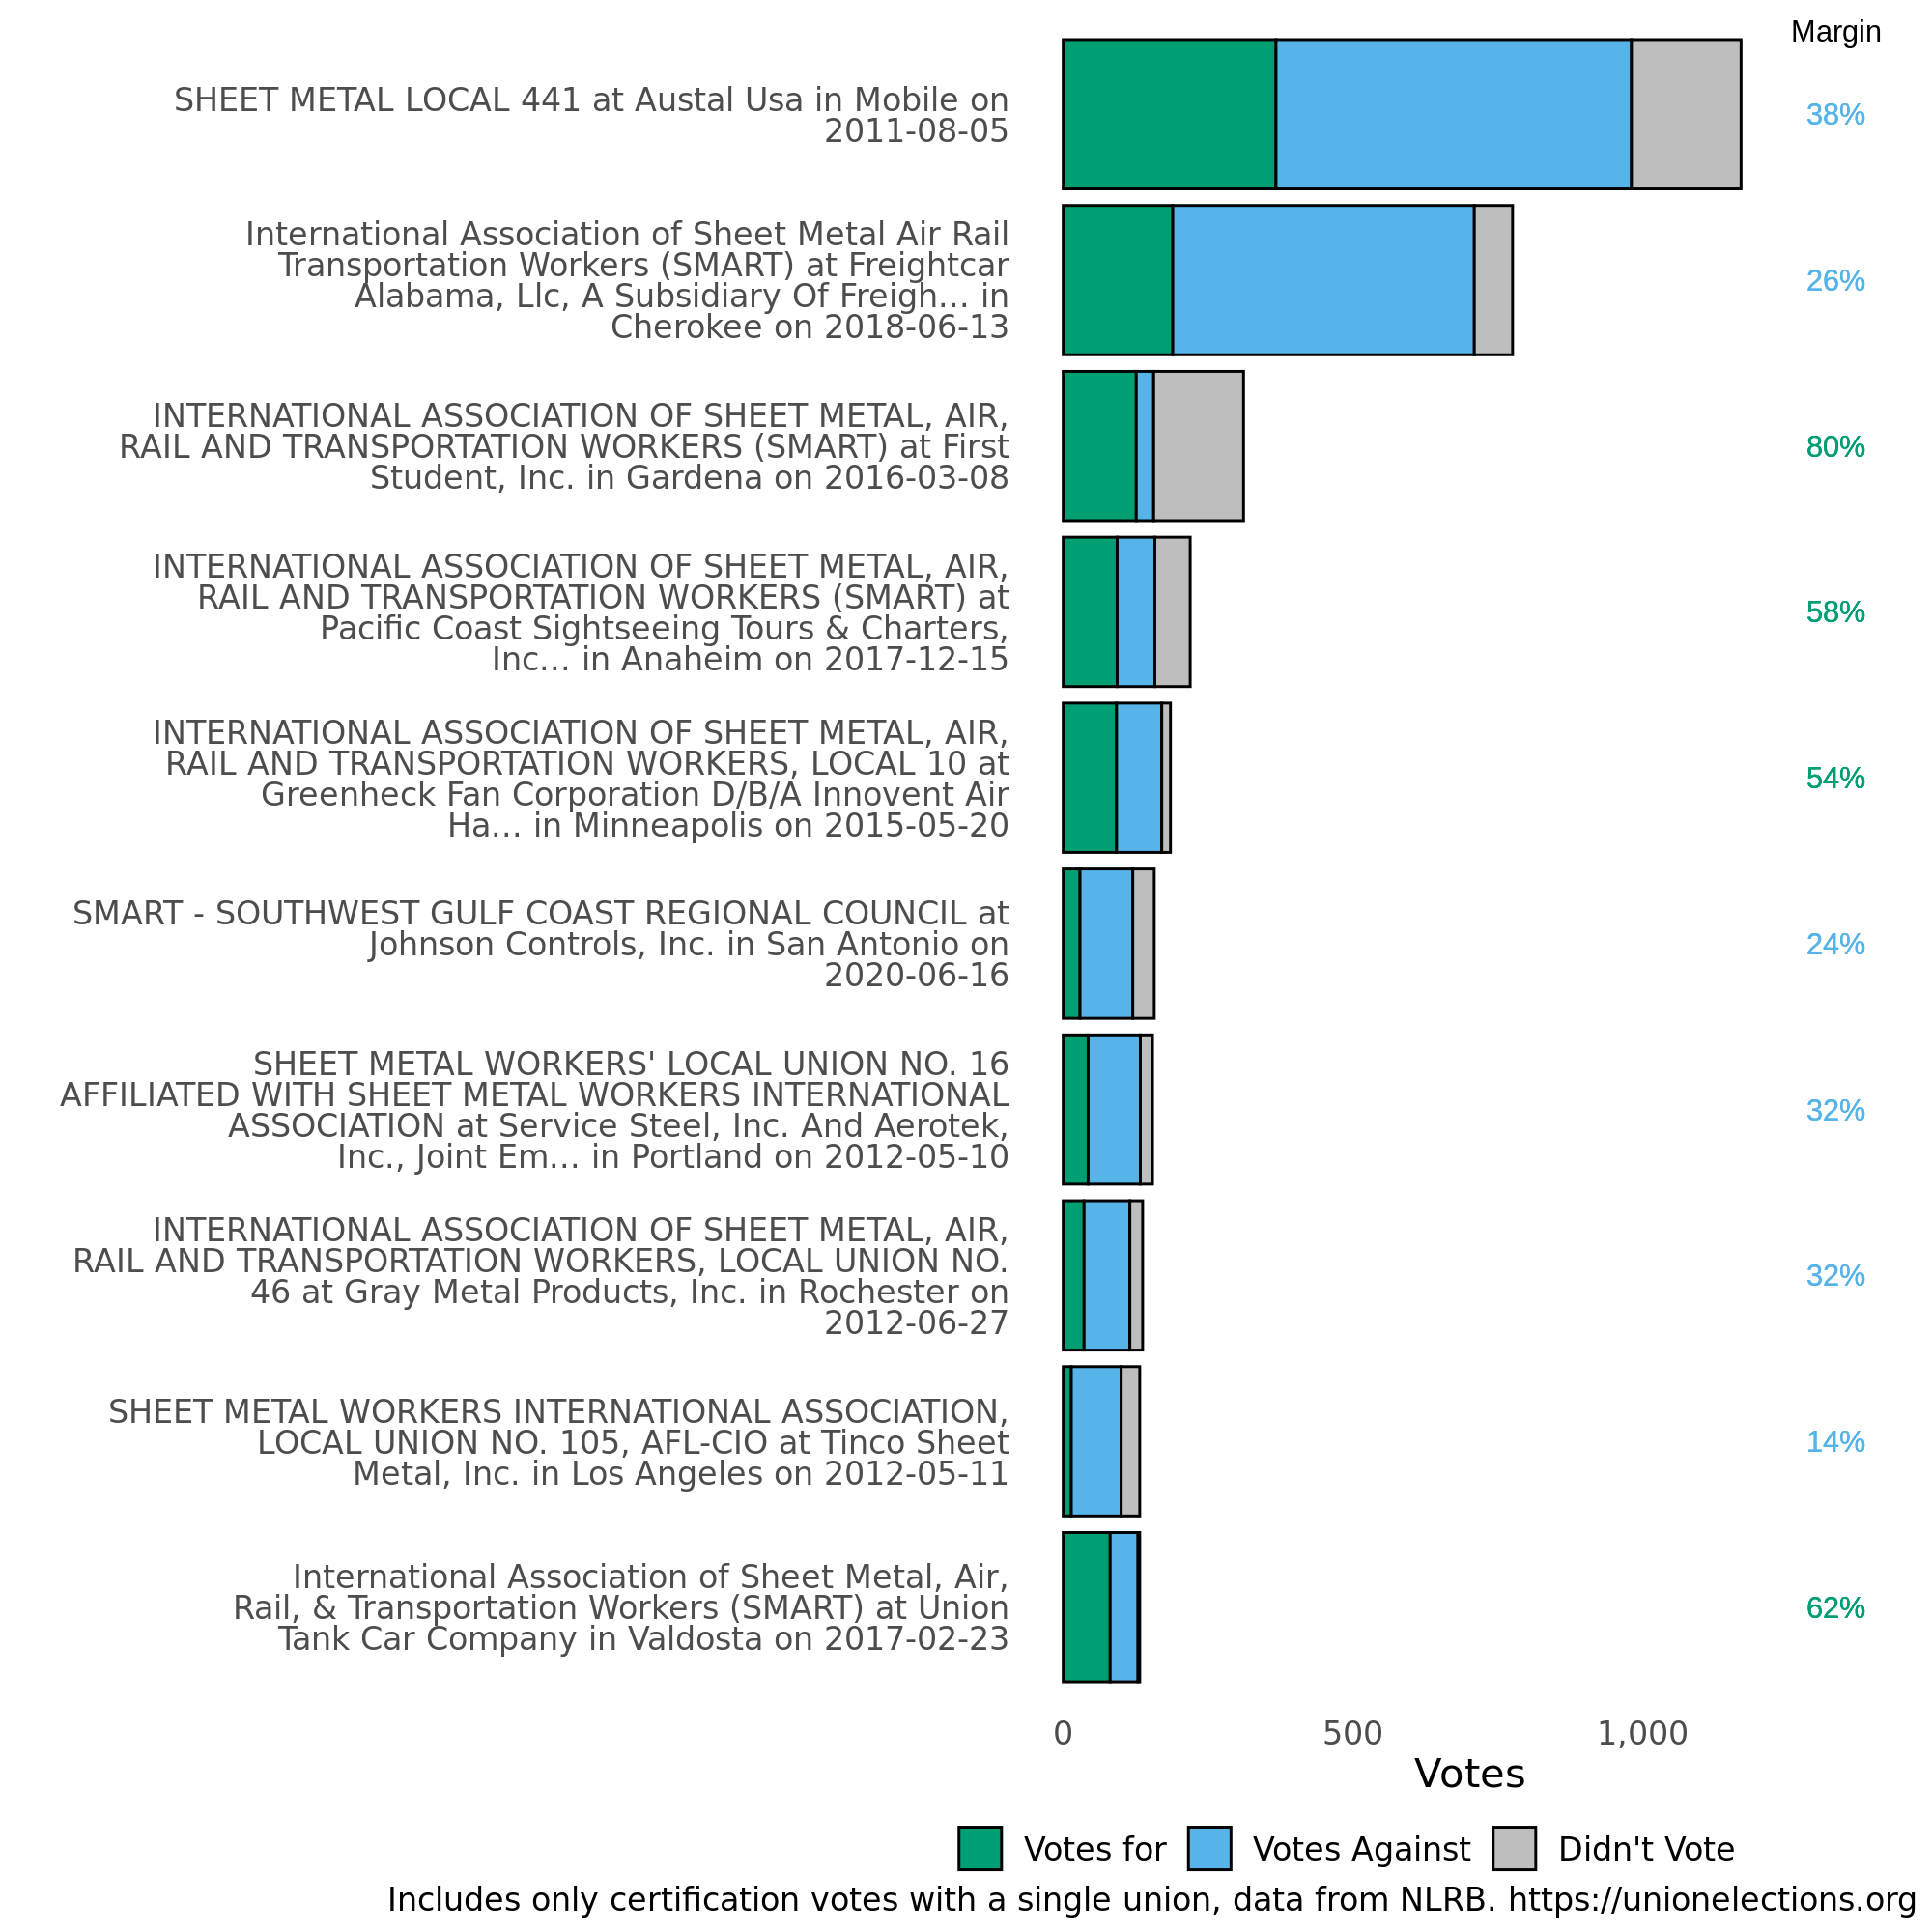 Margin
SHEET METAL LOCAL 441 at Austal Usa in Mobile on
2011-08-05
38%
International Association of Sheet Metal Air Rail
Transportation Workers (SMART) at Freightcar
Alabama, Llc, A Subsidiary Of Freigh... in
Cherokee on 2018-06-13
26%
INTERNATIONAL ASSOCIATION OF SHEET METAL, AIR,
RAIL AND TRANSPORTATION WORKERS (SMART) at First
Student, Inc. in Gardena on 2016-03-08
80%
INTERNATIONAL ASSOCIATION OF SHEET METAL, AIR,
RAIL AND TRANSPORTATION WORKERS (SMART) at
Pacific Coast Sightseeing Tours & Charters,
Inc... in Anaheim on 2017-12-15
58%
INTERNATIONAL ASSOCIATION OF SHEET METAL, AIR,
RAIL AND TRANSPORTATION WORKERS, LOCAL 10 at
Greenheck Fan Corporation D/B/A Innovent Air
Ha... in Minneapolis on 2015-05-20
54%
SMART - SOUTHWEST GULF COAST REGIONAL COUNCIL at
Johnson Controls, Inc. in San Antonio on
2020-06-16
24%
SHEET METAL WORKERS' LOCAL UNION NO. 16
AFFILIATED WITH SHEET METAL WORKERS INTERNATIONAL
ASSOCIATION at Service Steel, Inc. And Aerotek,
Inc., Joint Em... in Portland on 2012-05-10
32%
INTERNATIONAL ASSOCIATION OF SHEET METAL, AIR,
RAIL AND TRANSPORTATION WORKERS, LOCAL UNION NO.
46 at Gray Metal Products, Inc. in Rochester on
2012-06-27
32%
SHEET METAL WORKERS INTERNATIONAL ASSOCIATION,
LOCAL UNION NO. 105, AFL-CIO at Tinco Sheet
Metal, Inc. in Los Angeles on 2012-05-11
14%
International Association of Sheet Metal, Air,
Rail, & Transportation Workers (SMART) at Union
Tank Car Company in Valdosta on 2017-02-23
62%
0 500 1,000
Votes
Votes for Votes Against Didn't Vote
Includes only certification votes with a single union, data from NLRB. https://unionelections.org